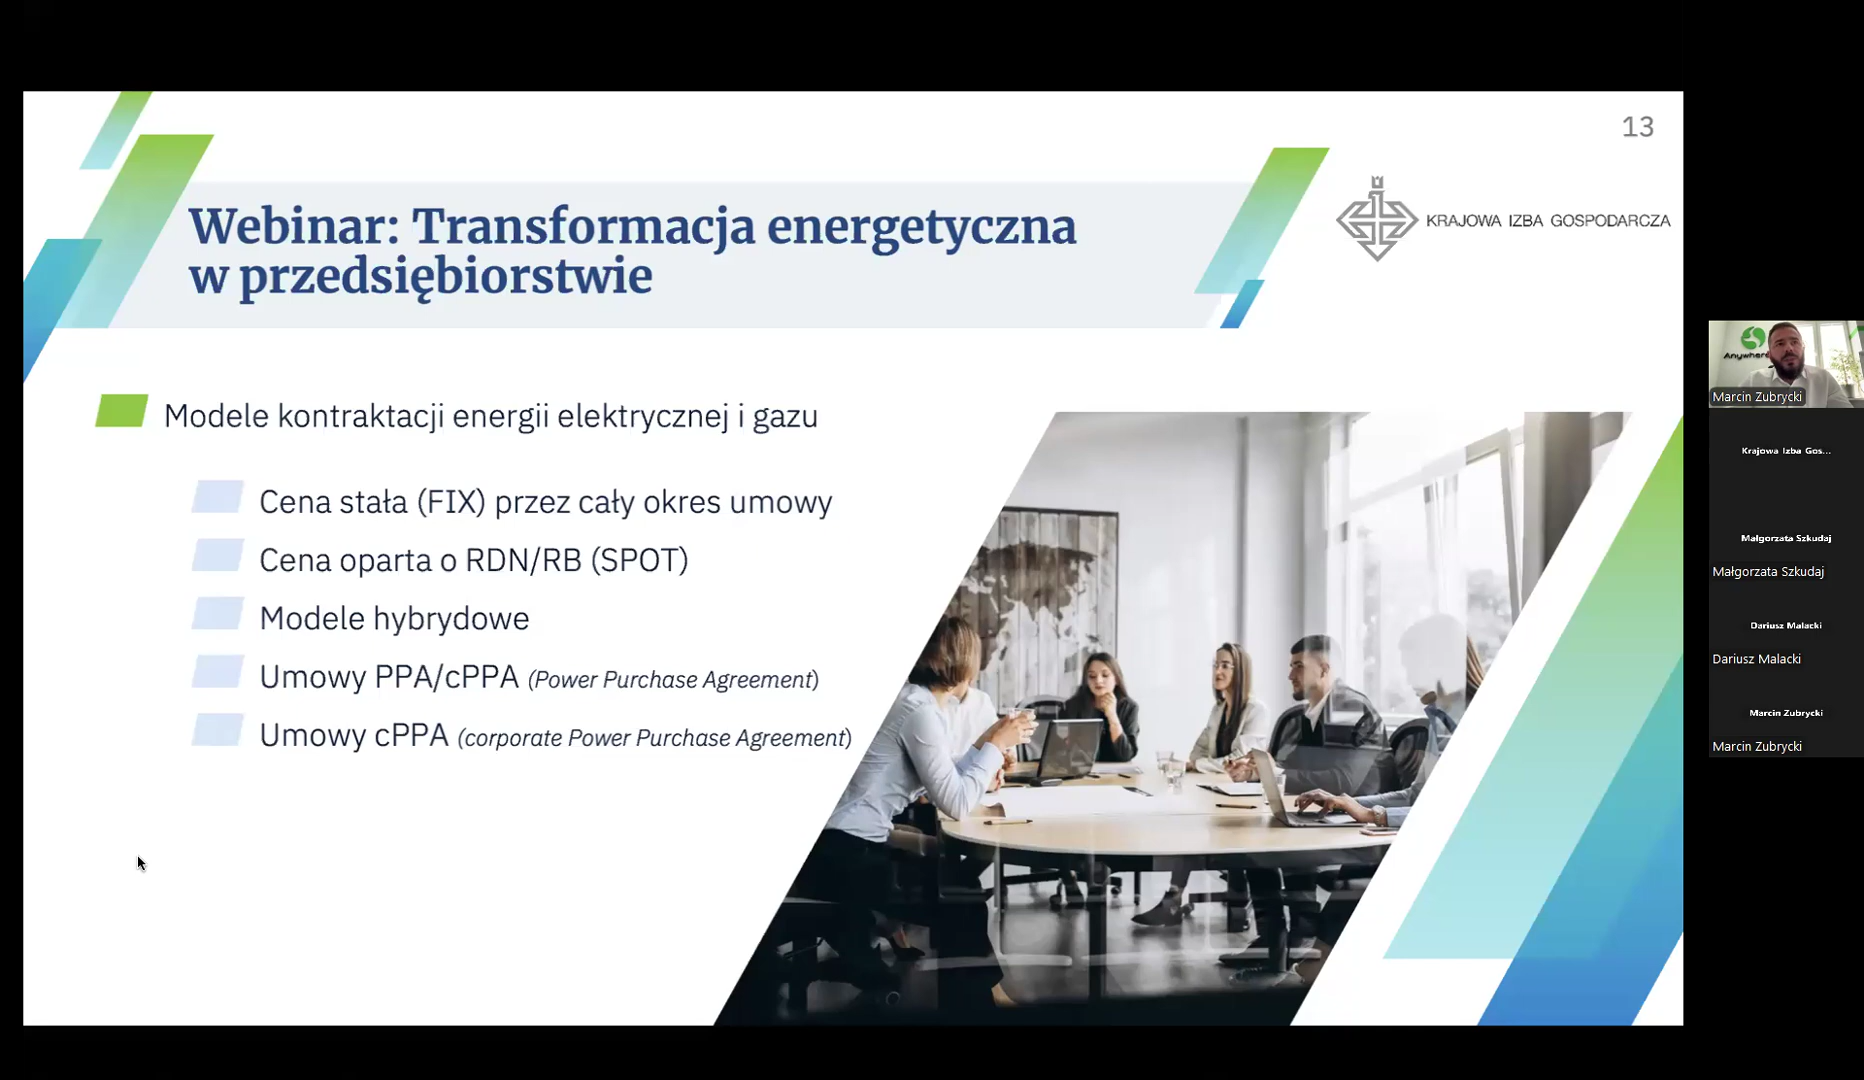 13
Webinar: Transformacja energetyczna
w przedsiębiorstwie
KRAJOWA IZBA GOSPODARCZA
Modele kontraktacji energii elektrycznej i gazu
Cena stała (FIX) przez cały okres umowy
Cena oparta o RDN/RB (SPOT)
Modele hybrydowe
Umowy PPA/cPPA (Power Purchase Agreement)
Umowy cPPA (corporate Power Purchase Agreement)
Marcin Zubrycki
Krajowa Izba Gos...
Małgorzata Szkudaj
Małgorzata Szkudaj
Dariusz Malacki
Dariusz Malacki
Marcin Zubrycki
Marcin Zubrycki